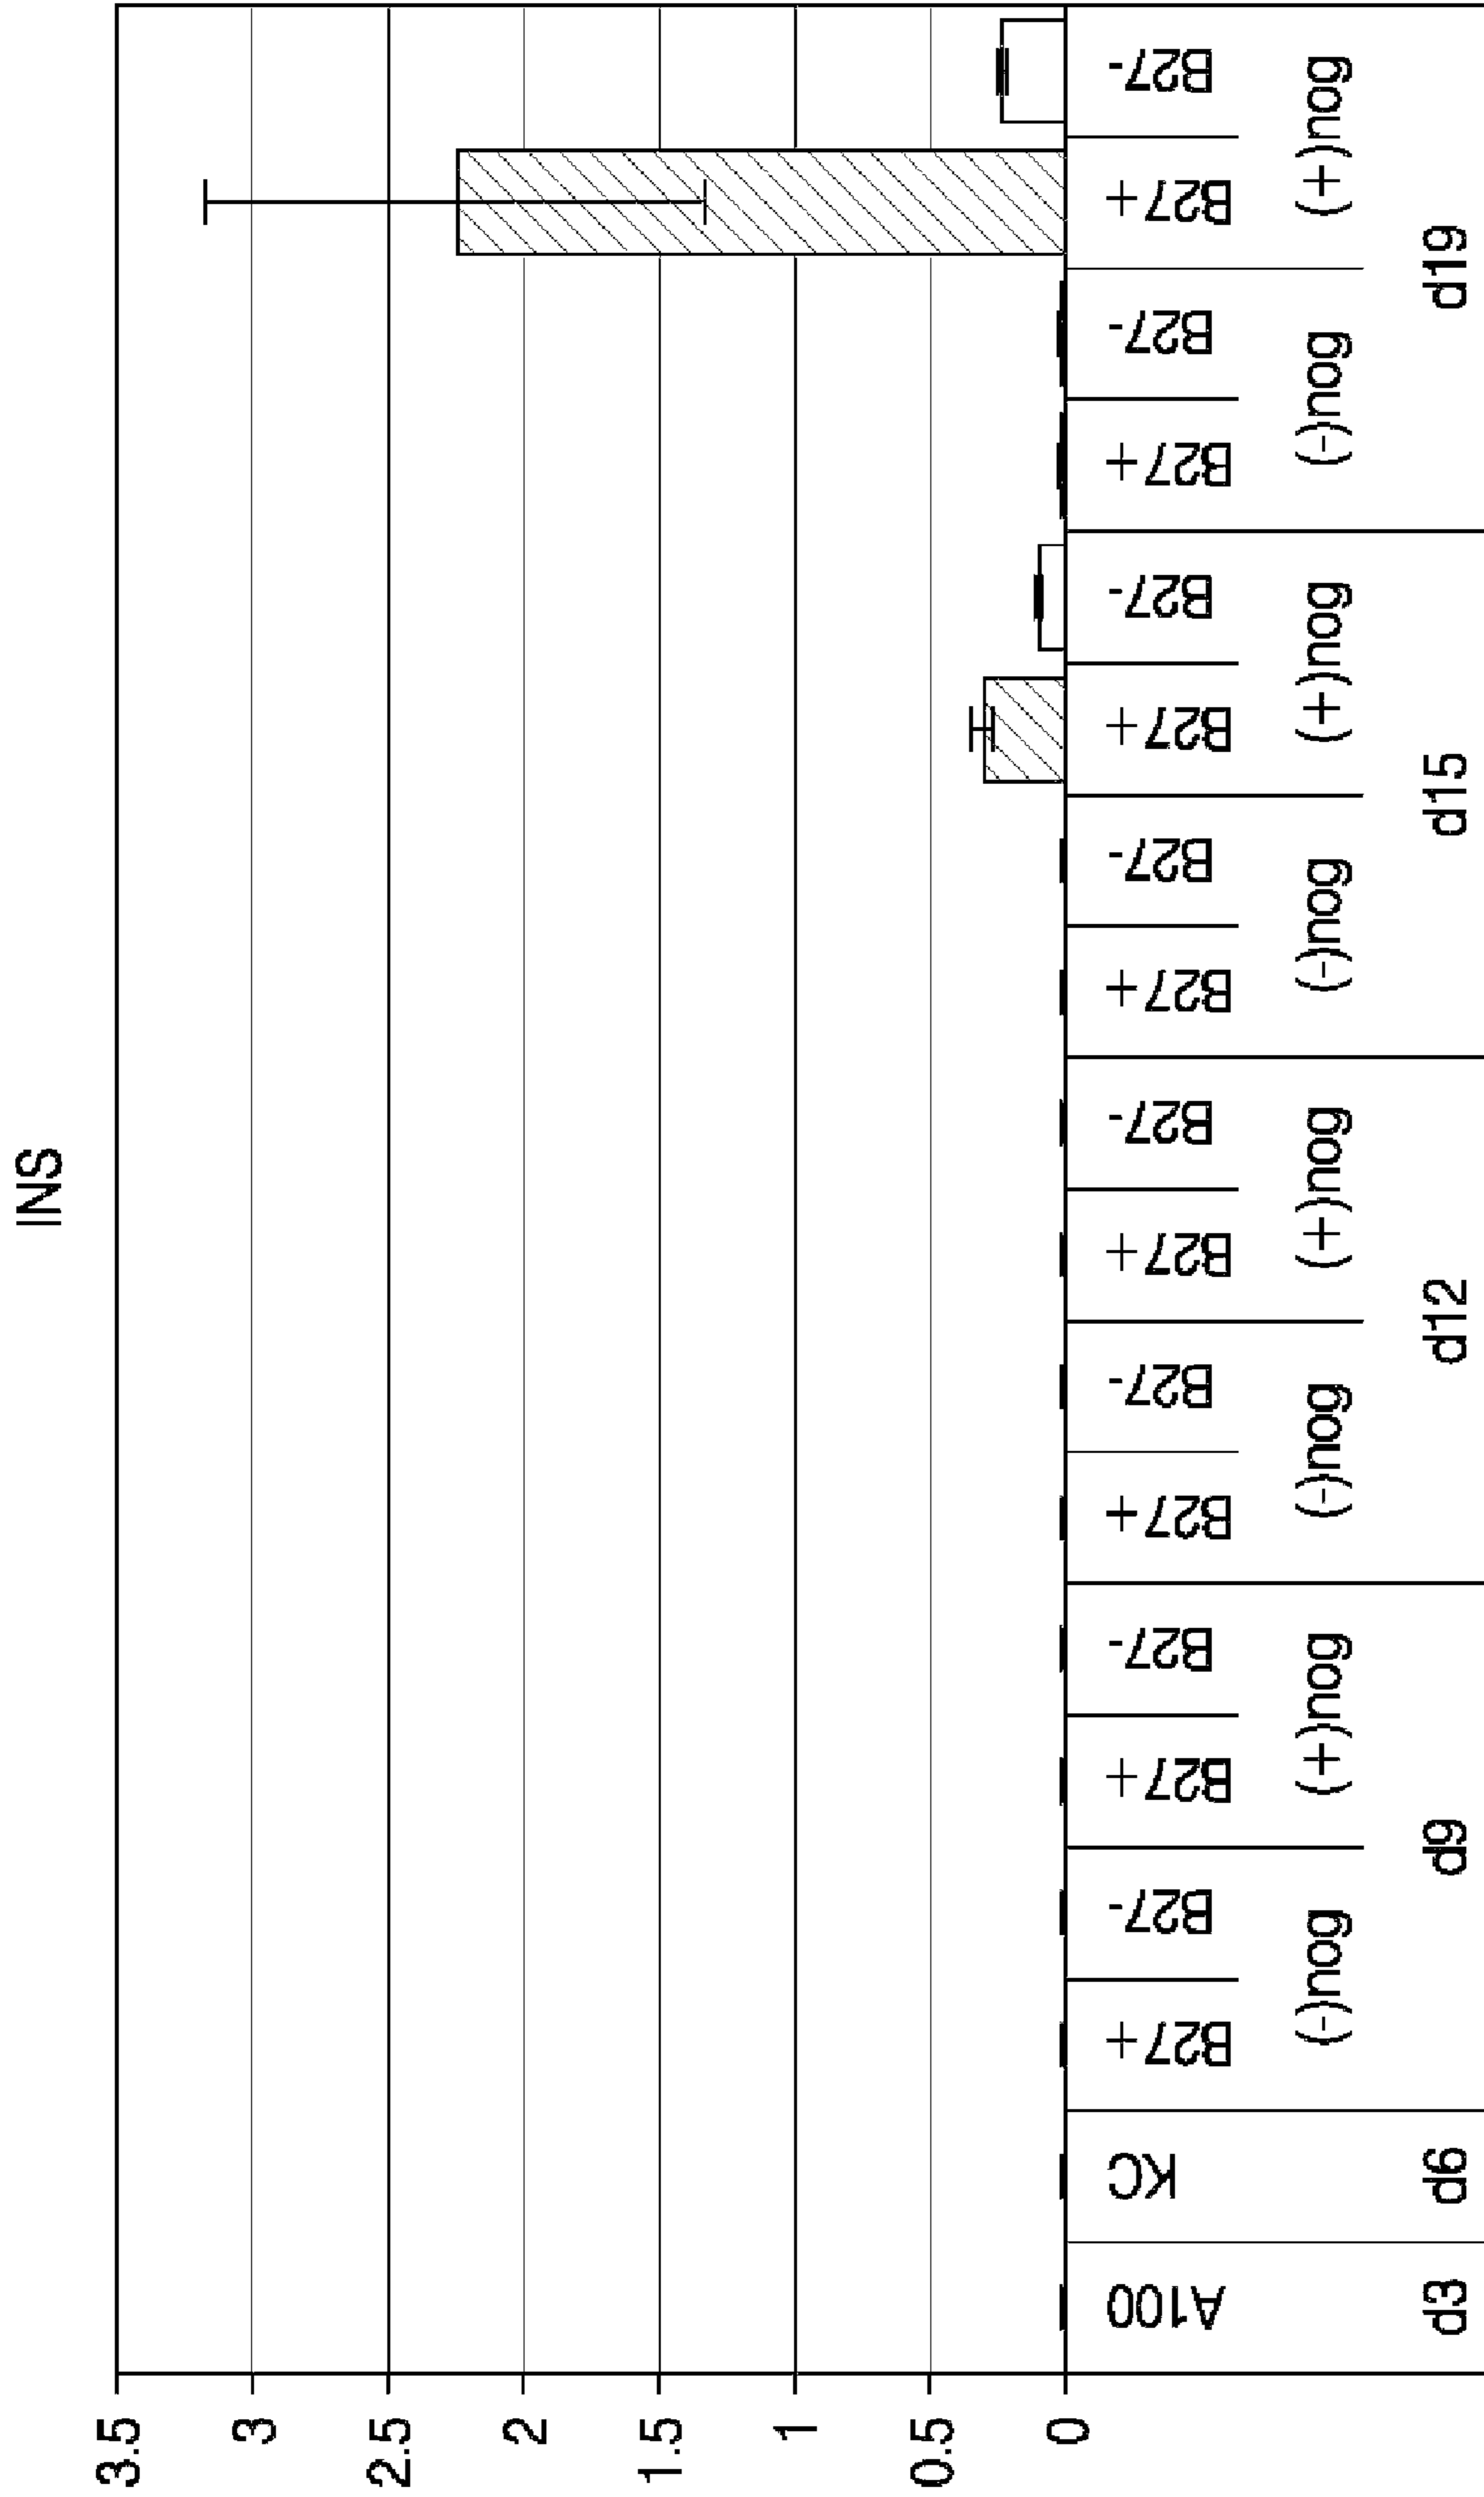 INS
3.5
3
2.5
2
1.5
1
0.5
0
A100 KC B27+ B27- B27+ B27- B27+ B27- B27+ B27- B27+ B27- B27+ B27- B27+ B27- B27+ B27-
(-)nog (+)nog (-)nog (+)nog (-)nog (+)nog (-)nog (+)nog
d3 d6 d9 d12 d15 d19